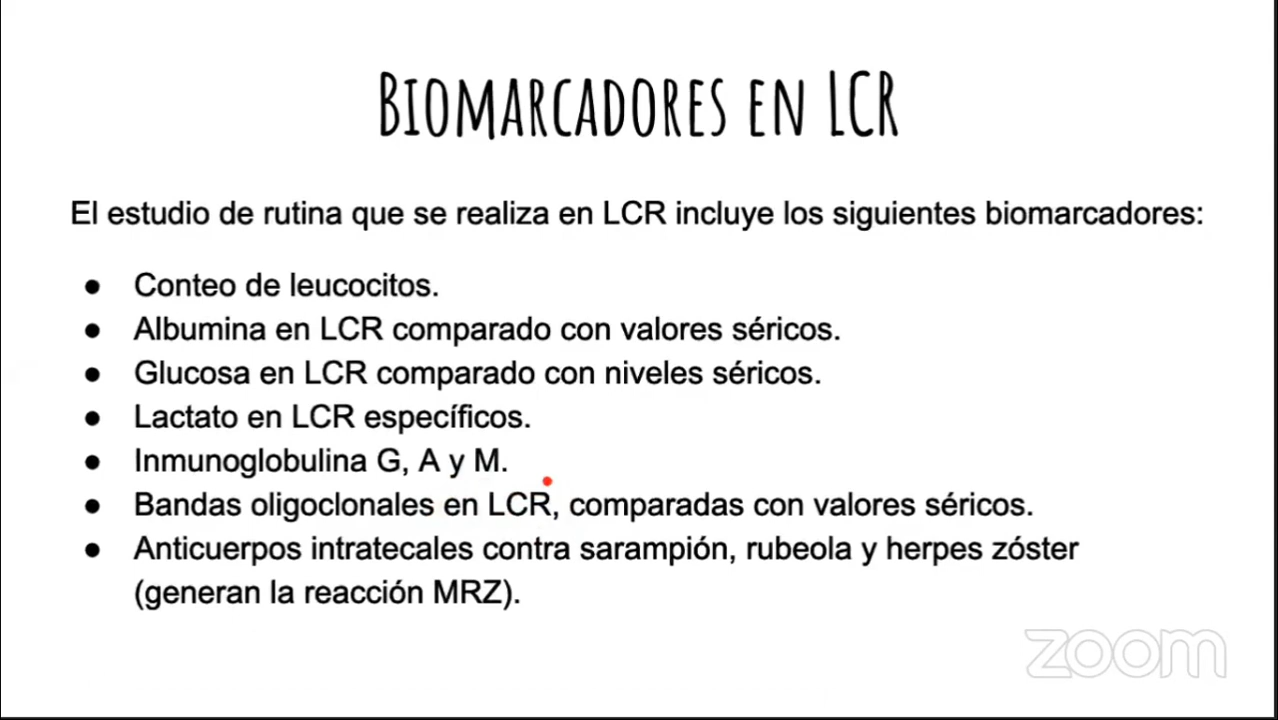 BIOMARCADORES EN LCR
El estudio de rutina que se realiza en LCR incluye los siguientes biomarcadores:
● Conteo de leucocitos.
● Albumina en LCR comparado con valores séricos.
● Glucosa en LCR comparado con niveles séricos.
● Lactato en LCR específicos.
● Inmunoglobulina G, A y M.
● Bandas oligoclonales en LCR, comparadas con valores séricos.
● Anticuerpos intratecales contra sarampión, rubeola y herpes zóster
(generan la reacción MRZ).
zoom